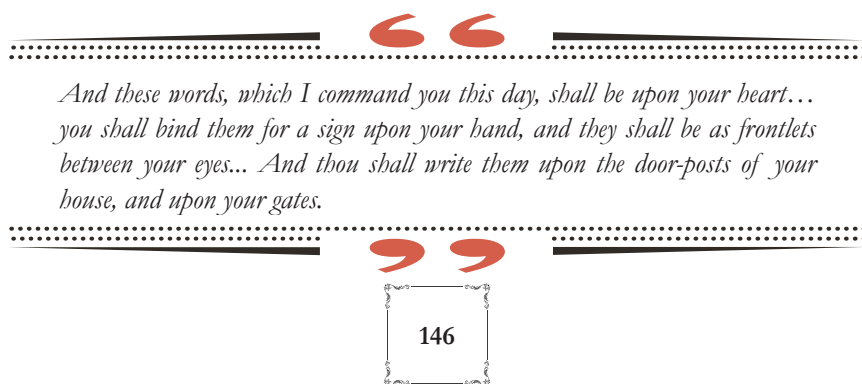 “
And these words, which I command you this day, shall be upon your heart…
you shall bind them for a sign upon your hand, and they shall be as frontlets
between your eyes... And thou shall write them upon the door-posts of your
house, and upon your gates.
”
146